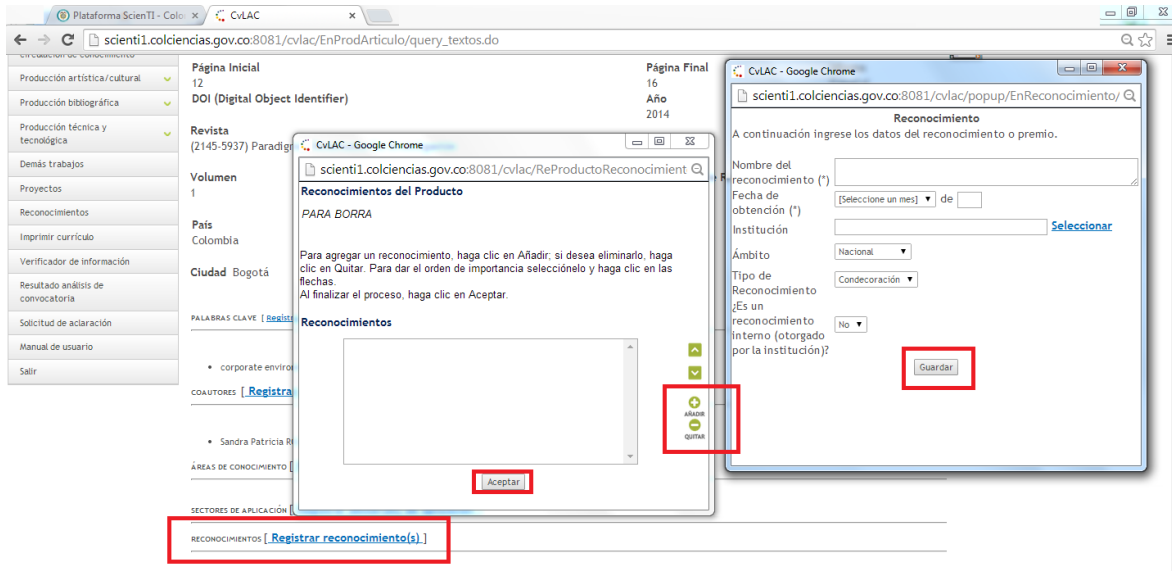 Plataforma ScienTI - Colo
CvLAC
scienti1.colciencias.gov.co:8081/cvlac/EnProdArticulo/query_textos.do
circulación de conocimiento
Producción artística/cultural
Producción bibliográfica
Producción técnica y
tecnológica
Demás trabajos
Proyectos
Reconocimientos
Imprimir currículo
Verificador de información
Resultado análisis de
convocatoria
Solicitud de aclaración
Manual de usuario
Salir
Página Inicial
12
Página Final
16
DOI (Digital Object Identifier)
Año
2014
Revista
(2145-5937) Paradig
Volumen
1
País
Colombia
Ciudad Bogotá
PALABRAS CLAVE [ Registr
• corporate environ
COAUTORES [ Registra
• Sandra Patricia R
ÁREAS DE CONOCIMIENTO [
SECTORES DE APLICACIÓN [
RECONOCIMIENTOS [ Registrar reconocimiento(s) ]
CvLAC - Google Chrome
scienti1.colciencias.gov.co:8081/cvlac/ReProductoReconocimient
Reconocimientos del Producto
PARA BORRA
Para agregar un reconocimiento, haga clic en Añadir; si desea eliminarlo, haga
clic en Quitar. Para dar el orden de importancia selecciónelo y haga clic en las
flechas.
Al finalizar el proceso, haga clic en Aceptar.
Reconocimientos
AÑADIR
QUITAR
Aceptar
CvLAC - Google Chrome
scienti1.colciencias.gov.co:8081/cvlac/popup/EnReconocimiento/
Reconocimiento
A continuación ingrese los datos del reconocimiento o premio.
Nombre del
reconocimiento (*)
Fecha de
obtención (*)
[Seleccione un mes] de
Institución
Seleccionar
Ámbito
Nacional
Tipo de
Reconocimiento
Condecoración
¿Es un
reconocimiento
interno (otorgado
por la institución)?
No
Guardar